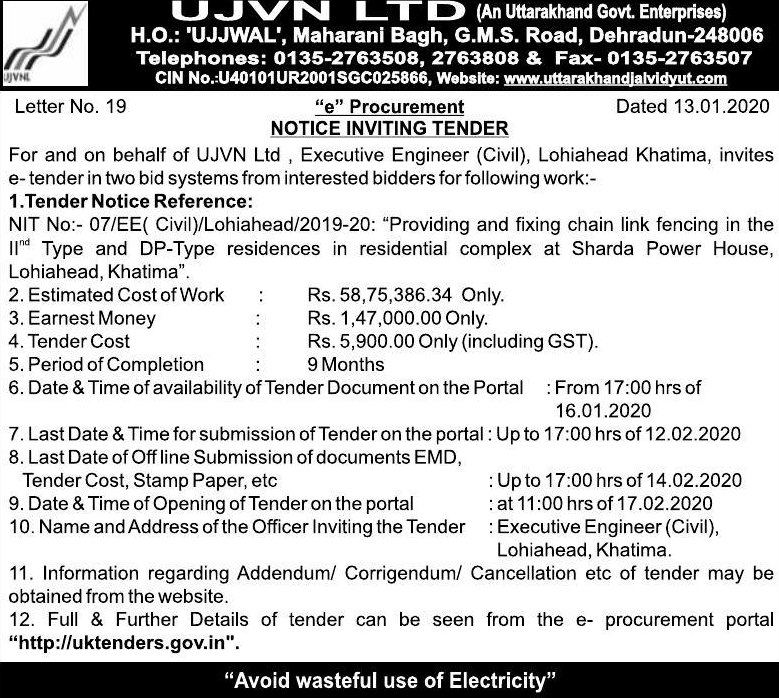 UJVN LTD (An Uttarakhand Govt. Enterprises)
H.O.: 'UJJWAL', Maharani Bagh, G.M.S. Road, Dehradun-248006
Telephones: 0135-2763508, 2763808 & Fax- 0135-2763507
UJVNL
CIN No.:U40101UR2001SGC025866, Website: www.uttarakhandjalvidyut.com
Letter No. 19 “e” Procurement Dated 13.01.2020
NOTICE INVITING TENDER
For and on behalf of UJVN Ltd , Executive Engineer (Civil), Lohiahead Khatima, invites
e- tender in two bid systems from interested bidders for following work:-
1.Tender Notice Reference:
NIT No:- 07/EE( Civil)/Lohiahead/2019-20: “Providing and fixing chain link fencing in the
IInd Type and DP-Type residences in residential complex at Sharda Power House,
Lohiahead, Khatima”.
2. Estimated Cost of Work : Rs. 58,75,386.34 Only.
3. Earnest Money : Rs. 1,47,000.00 Only.
4. Tender Cost : Rs. 5,900.00 Only (including GST).
5. Period of Completion : 9 Months
6. Date & Time of availability of Tender Document on the Portal : From 17:00 hrs of
16.01.2020
7. Last Date & Time for submission of Tender on the portal : Up to 17:00 hrs of 12.02.2020
8. Last Date of Off line Submission of documents EMD,
Tender Cost, Stamp Paper, etc : Up to 17:00 hrs of 14.02.2020
9. Date & Time of Opening of Tender on the portal : at 11:00 hrs of 17.02.2020
10. Name and Address of the Officer Inviting the Tender : Executive Engineer (Civil),
Lohiahead, Khatima.
11. Information regarding Addendum/ Corrigendum/ Cancellation etc of tender may be
obtained from the website.
12. Full & Further Details of tender can be seen from the e- procurement portal
“http://uktenders.gov.in".
“Avoid wasteful use of Electricity”